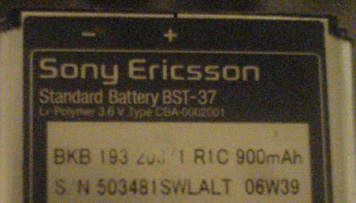 - +
Sony Ericsson
Standard Battery BST-37
Li-Polymer 3.6 V Type CBA-0002001
BKB 193 R1C 900mAh
S/N 503481SWLALT 06W39